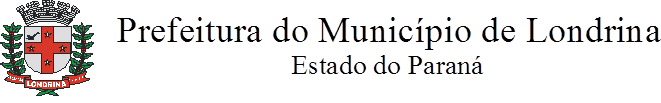 Prefeitura do Município de Londrina
Estado do Paraná
LONDRINA